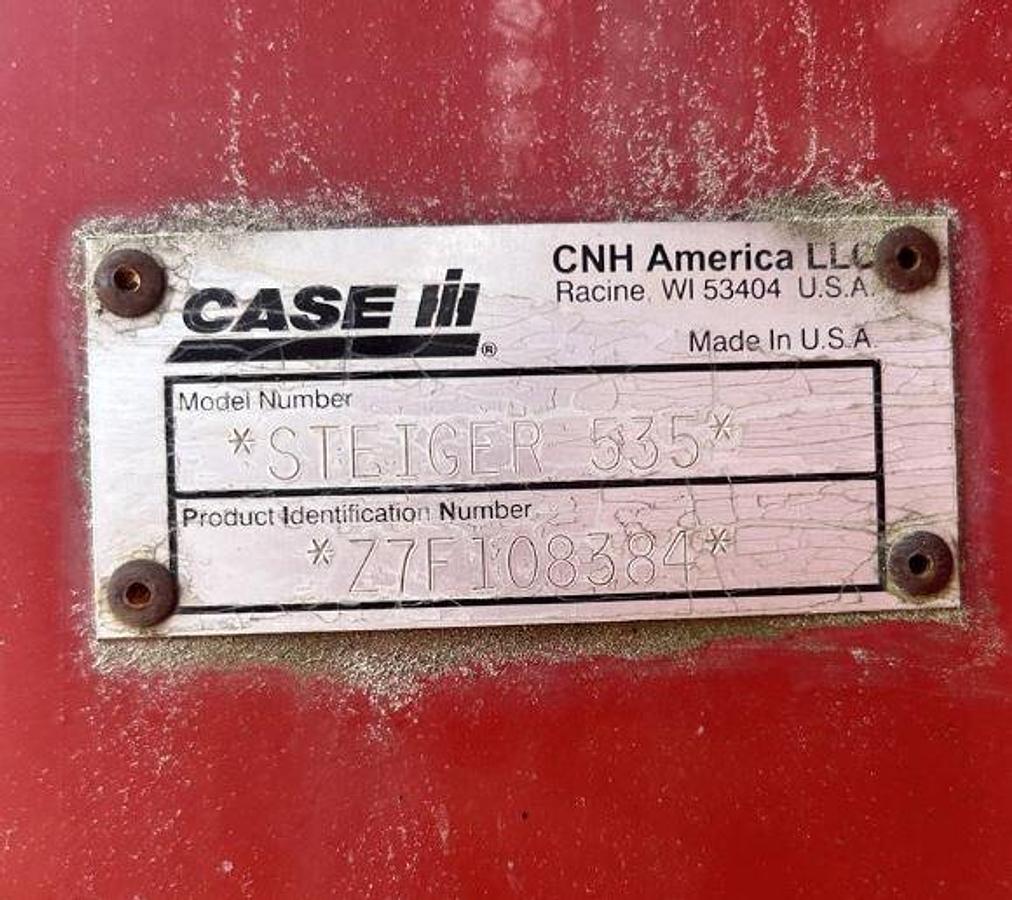 CASE IH ®
CNH America LLC
Racine, WI 53404 U.S.A.
Made In U.S.A
Model Number
*STEIGER 535*
Product Identification Number
*Z7F108384*